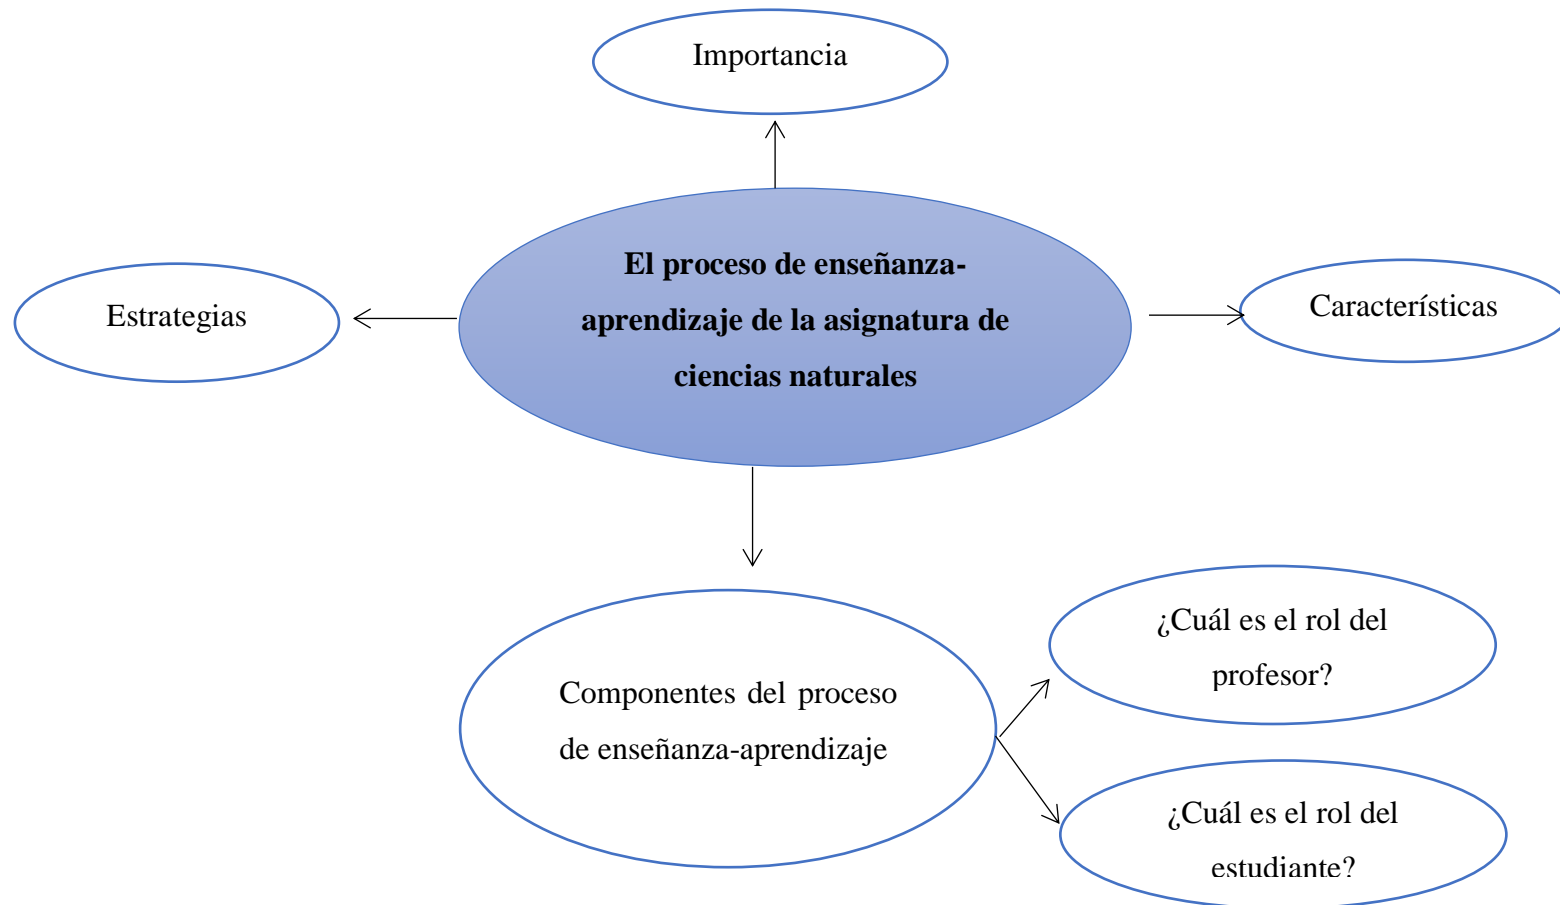 Importancia
El proceso de enseñanza-
aprendizaje de la asignatura de
ciencias naturales
Estrategias
Característicass
Componentes del proceso
de enseñanza-aprendizaje
¿Cuál es el rol del
profesor?
¿Cuál es el rol del
estudiante?